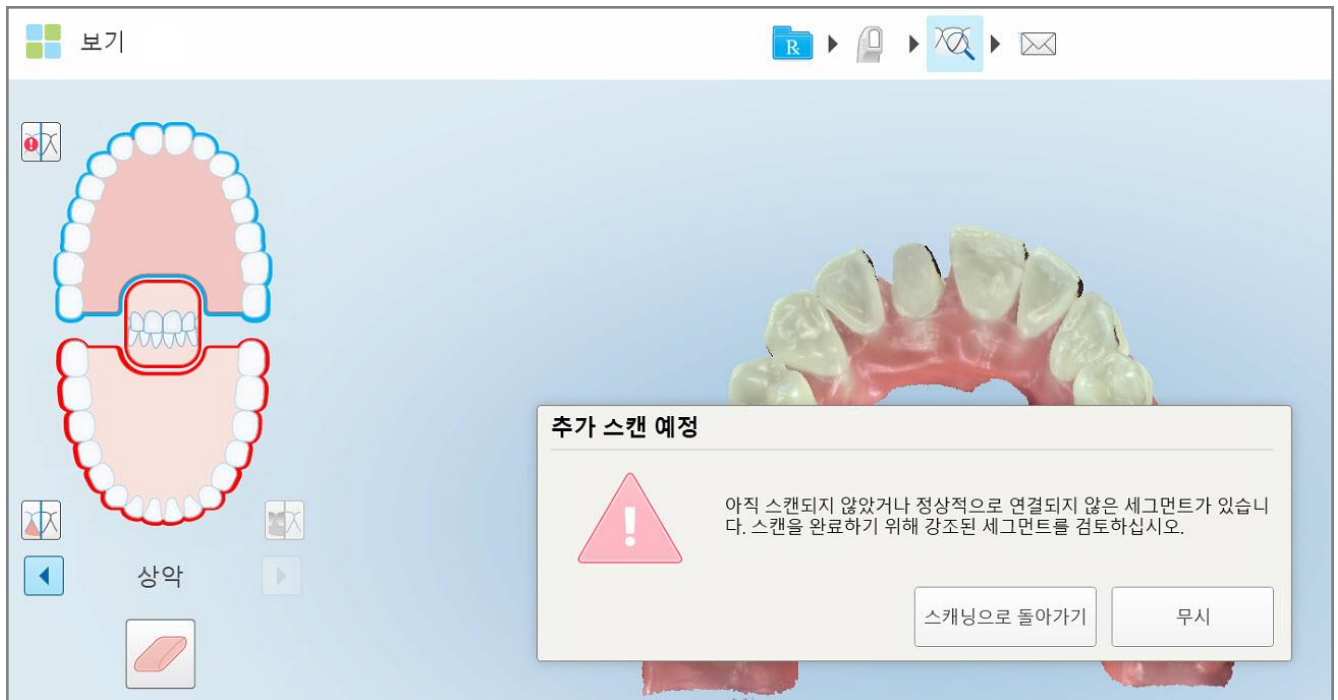 보기
R
추가 스캔 예정
아직 스캔되지 않았거나 정상적으로 연결되지 않은 세그먼트가 있습니
다. 스캔을 완료하기 위해 강조된 세그먼트를 검토하십시오.
상악
스캐닝으로 돌아가기
무시